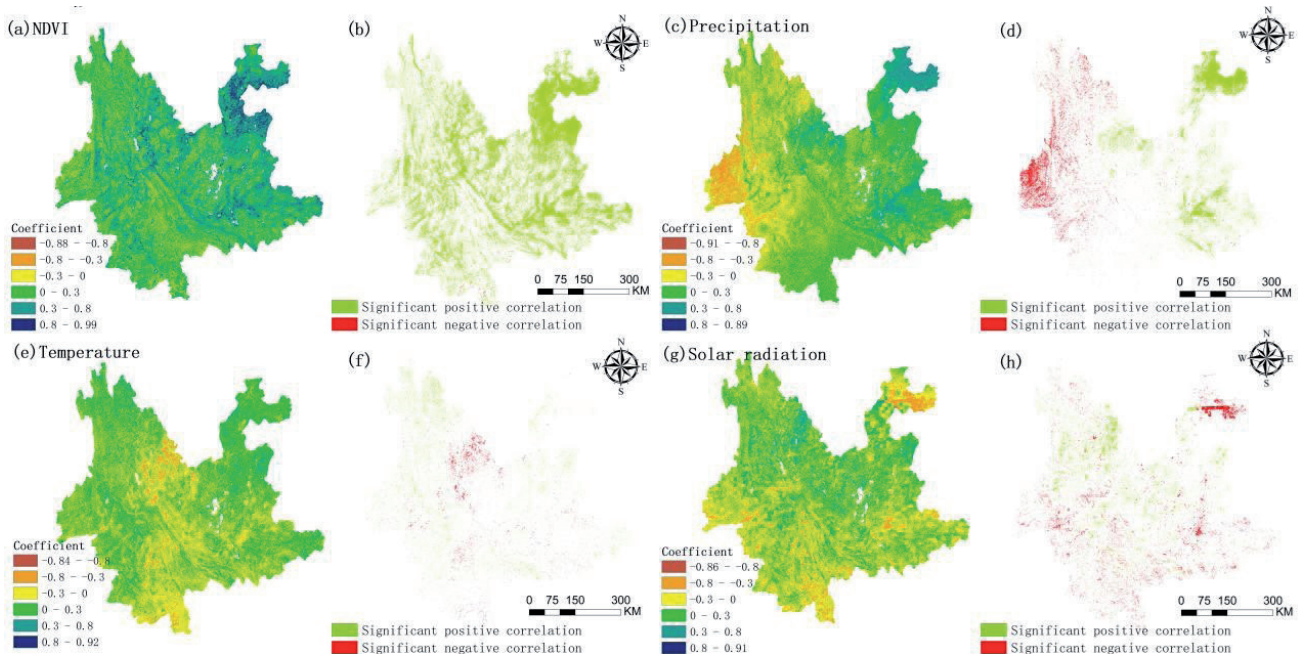 (a) NDVI
(b)
N
W E
S
(c) Precipitation
(d)
N
W E
S
Coefficient
-0.88 - -0.8
-0.8 - -0.3
-0.3 - 0
0 - 0.3
0.3 - 0.8
0.8 - 0.99
0 75 150 300
KM
Significant positive correlation
Significant negative correlation
Coefficient
-0.91 - -0.8
-0.8 - -0.3
-0.3 - 0
0 - 0.3
0.3 - 0.8
0.8 - 0.89
0 75 150 300
KM
Significant positive correlation
Significant negative correlation
(e) Temperature
(f)
N
W E
S
(g) Solar radiation
(h)
N
W E
S
Coefficient
-0.84 - -0.8
-0.8 - -0.3
-0.3 - 0
0 - 0.3
0.3 - 0.8
0.8 - 0.92
0 75 150 300
KM
Significant positive correlation
Significant negative correlation
Coefficient
-0.86 - -0.8
-0.8 - -0.3
-0.3 - 0
0 - 0.3
0.3 - 0.8
0.8 - 0.91
0 75 150 300
KM
Significant positive correlation
Significant negative correlation